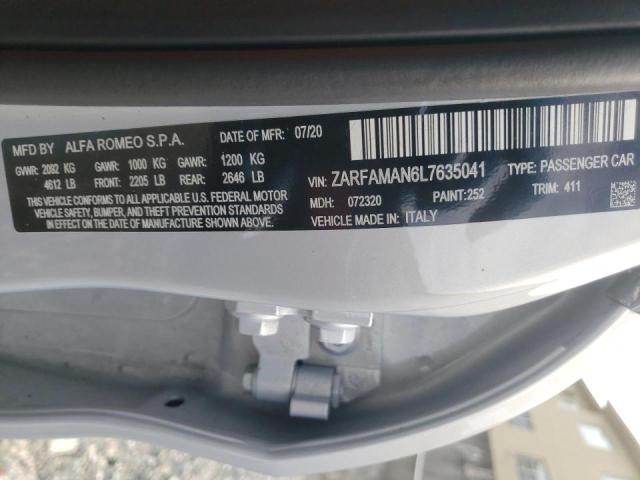 MFD BY ALFA ROMEO S.P.A. DATE OF MFR: 07/20
GVWR: 2092 KG GAWR: 1000 KG GAWR: 1200 KG
4612 LB FRONT: 2205 LB REAR: 2646 LB
THIS VEHICLE CONFORMS TO ALL APPLICABLE FEDERAL MOTOR
VEHICLE SAFETY, BUMPER, AND THEFT PREVENTION STANDARDS
IN EFFECT ON THE DATE OF MANUFACTURE SHOWN ABOVE.
VIN: ZARFAMAN6L7635041 TYPE: PASSENGER CAR
MDH: 072320 PAINT:252 TRIM: 411
VEHICLE MADE IN: ITALY